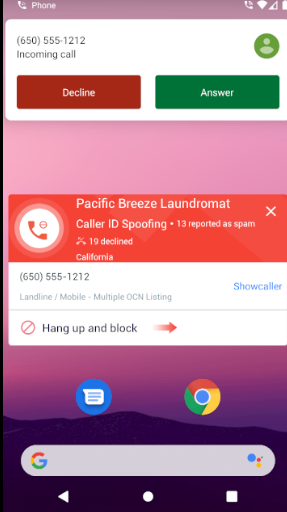 Phone
(650) 555-1212
Incoming call
Decline
Answer
Pacific Breeze Laundromat
Caller ID Spoofing • 13 reported as spam
19 declined
California
(650) 555-1212
Landline / Mobile - Multiple OCN Listing
Showcaller
Hang up and block
G